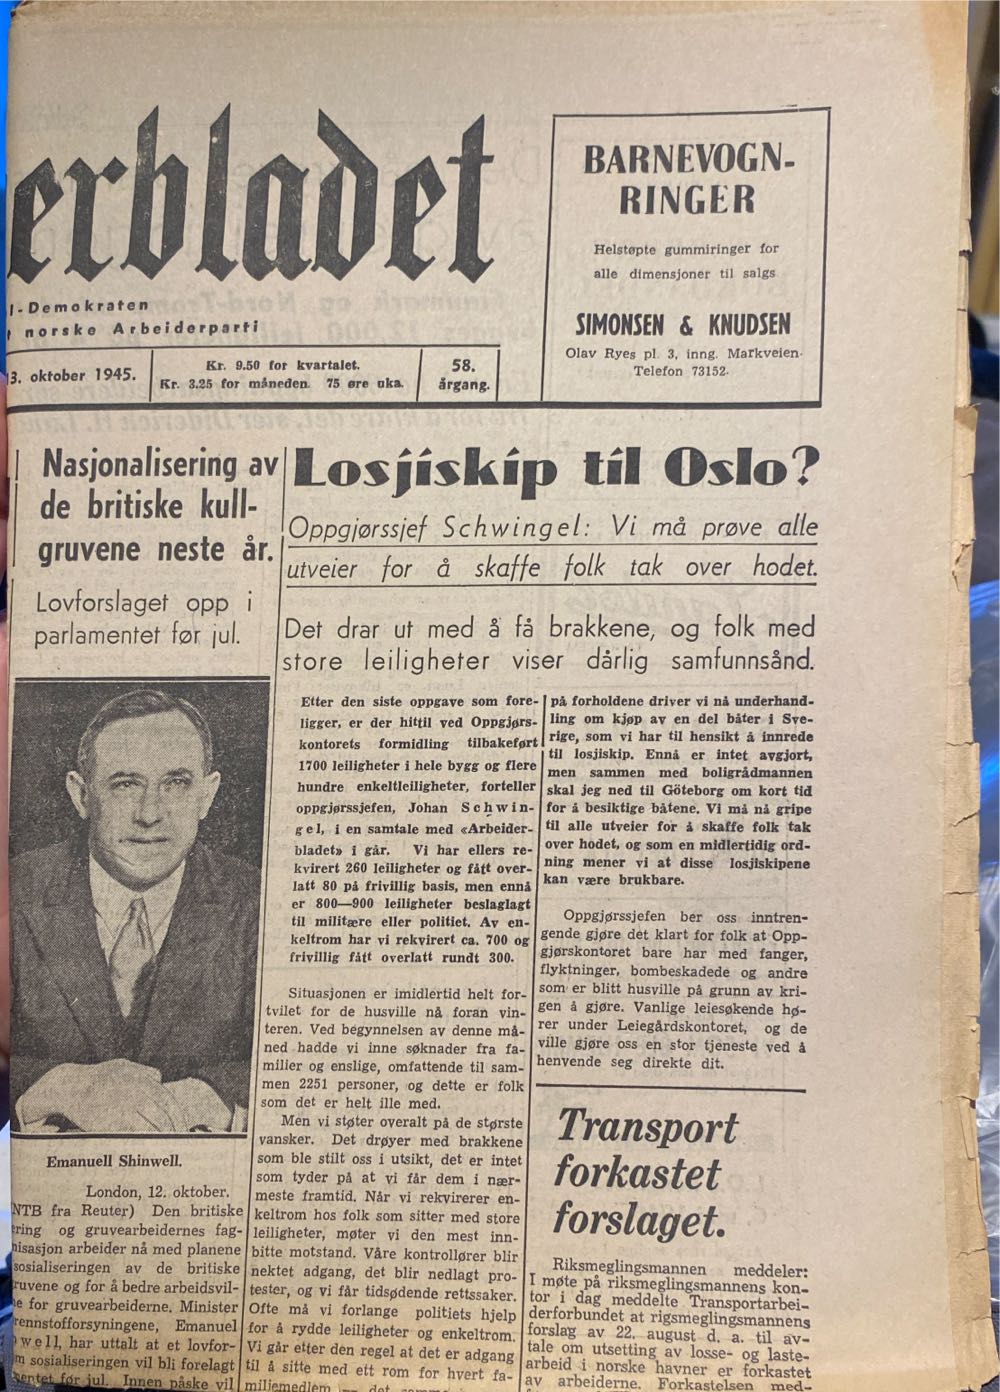 erbladet
l-Demokraten
norske Arbeiderparti
3. oktober 1945.
Kr. 9.50 for kvartalet.
Kr. 3.25 for måneden. 75 øre uka.
58.
årgang.
BARNEVOGN-
RINGER
Helstøpte gummiringer for
alle dimensjoner til salgs
SIMONSEN & KNUDSEN
Olav Ryes pl. 3, inng. Markveien.
Telefon 73152.
Nasjonalisering av
de britiske kull-
gruvene neste år.
Lovforslaget opp i
parlamentet før jul.
Emanuell Shinwell.
London, 12. oktober.
NTB fra Reuter) Den britiske
ring og gruvearbeidernes fag-
nisasjon arbeider nå med planene
sosialiseringen av de britiske
ruvene og for å bedre arbeidsvil-
e for gruvearbeiderne. Minister
rennstofforsyningene, Emanuel
well, har uttalt at et lovfor-
m sosialiseringen vil bli forelagt
mentet før jul. Innen påske vil
Losjiskip til Oslo?
Oppgjørssjef Schwingel: Vi må prøve alle
utveier for å skaffe folk tak over hodet.
Det drar ut med å få brakkene, og folk med
store leiligheter viser dårlig samfunnsånd.
Etter den siste oppgave som fore-
ligger, er der hittil ved Oppgjørs-
kontorets formidling tilbakeført
1700 leiligheter i hele bygg og flere
hundre enkeltleiligheter, forteller
oppgjørssjefen, Johan Schwin-
gel, i en samtale med «Arbeider-
bladet» i går. Vi har ellers re-
kvirert 260 leiligheter og fått over-
latt 80 på frivillig basis, men ennå
er 800—900 leiligheter beslaglagt
til militære eller politiet. Av en-
keltrom har vi rekvirert ca. 700 og
frivillig fått overlatt rundt 300.
Situasjonen er imidlertid helt for-
tvilet for de husville nå foran vin-
teren. Ved begynnelsen av denne må-
ned hadde vi inne søknader fra fa-
milier og enslige, omfattende til sam-
men 2251 personer, og dette er folk
som det er helt ille med.
Men vi støter overalt på de største
vansker. Det drøyer med brakkene
som ble stilt oss i utsikt, det er intet
som tyder på at vi får dem i nær-
meste framtid. Når vi rekvirerer en-
keltrom hos folk som sitter med store
leiligheter, møter vi den mest inn-
bitte motstand. Våre kontrollører blir
nektet adgang, det blir nedlagt pro-
tester, og vi får tidsødende rettssaker.
Ofte må vi forlange politiets hjelp
for å rydde leiligheter og enkeltrom.
Vi går etter den regel at det er adgang
til å sitte med ett rom for hvert fa-
miljemedlem
på forholdene driver vi nå underhand-
ling om kjøp av en del båter i Sve-
rige, som vi har til hensikt å innrede
til losjiskip. Ennå er intet avgjort,
men sammen med boligrådmannen
skal jeg ned til Göteborg om kort tid
for å besiktige båtene. Vi må nå gripe
til alle utveier for å skaffe folk tak
over hodet, og som en midlertidig ord-
ning mener vi at disse losjiskipene
kan være brukbare.
Oppgjørssjefen ber oss inntren-
gende gjøre det klart for folk at Opp-
gjørskontoret bare har med fanger,
flyktninger, bombeskadede og andre
som er blitt husville på grunn av kri-
gen å gjøre. Vanlige leiesøkende hø-
rer under Leiegårdskontoret, og de
ville gjøre oss en stor tjeneste ved å
henvende seg direkte dit.
Transport
forkastet
forslaget.
Riksmeglingsmannen meddeler:
I møte på riksmeglingsmannens kon-
tor i dag meddelte Transportarbei-
derforbundet at rigsmeglingsmannens
forslag av 22. august d. a. til av-
tale om utsetting av losse- og laste-
arbeid i norske havner er forkastet
av arbeiderne. Forkastelsen med-